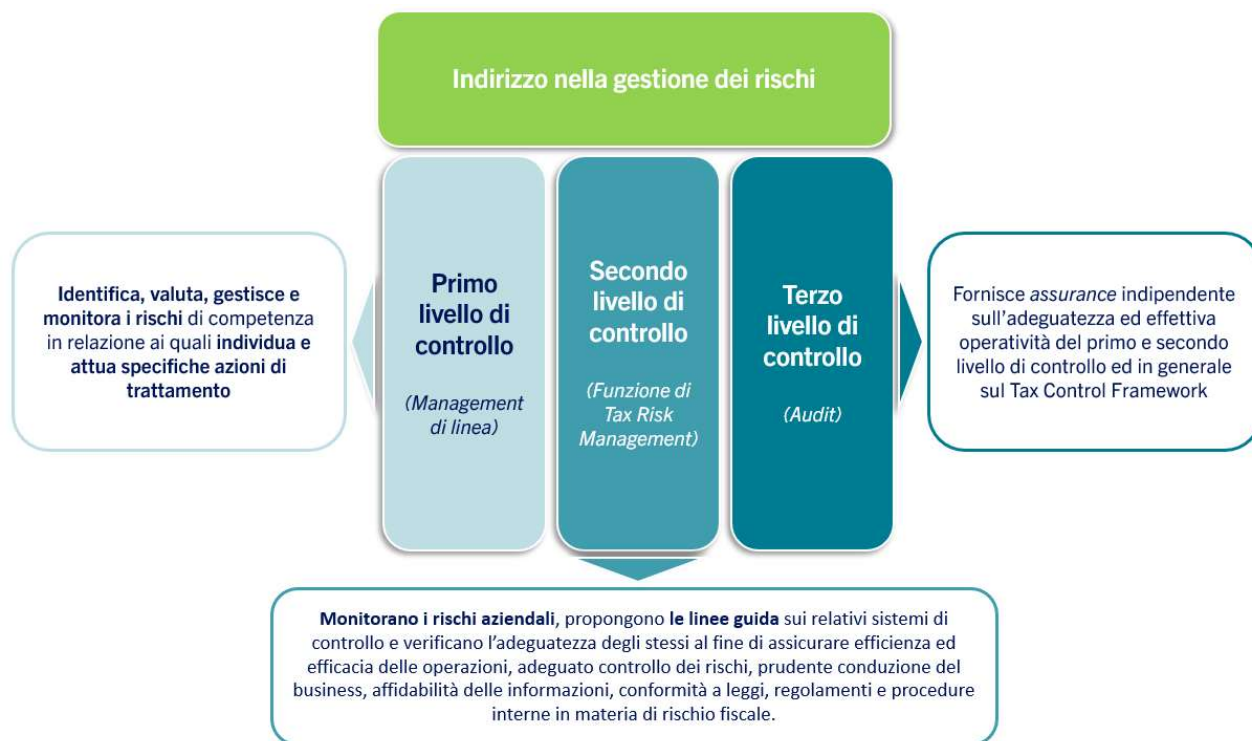 Indirizzo nella gestione dei rischi
Identifica, valuta, gestisce e
monitora i rischi di competenza
in relazione ai quali individua e
attua specifiche azioni di
trattamento
Primo
livello di
controllo
(Management
di linea)
Secondo
livello di
controllo
(Funzione di
Tax Risk
Management)
Terzo
livello di
controllo
(Audit)
Fornisce assurance indipendente
sull’adeguatezza ed effettiva
operatività del primo e secondo
livello di controllo ed in generale
sul Tax Control Framework
Monitorano i rischi aziendali, propongono le linee guida sui relativi sistemi di
controllo e verificano l’adeguatezza degli stessi al fine di assicurare efficienza ed
efficacia delle operazioni, adeguato controllo dei rischi, prudente conduzione del
business, affidabilità delle informazioni, conformità a leggi, regolamenti e procedure
interne in materia di rischio fiscale.